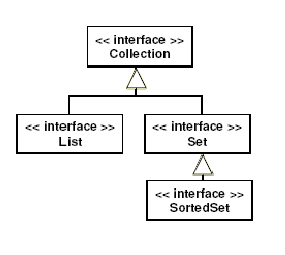 << interface >>
Collection
<< interface >>
List
<< interface >>
Set
<< interface >>
SortedSet